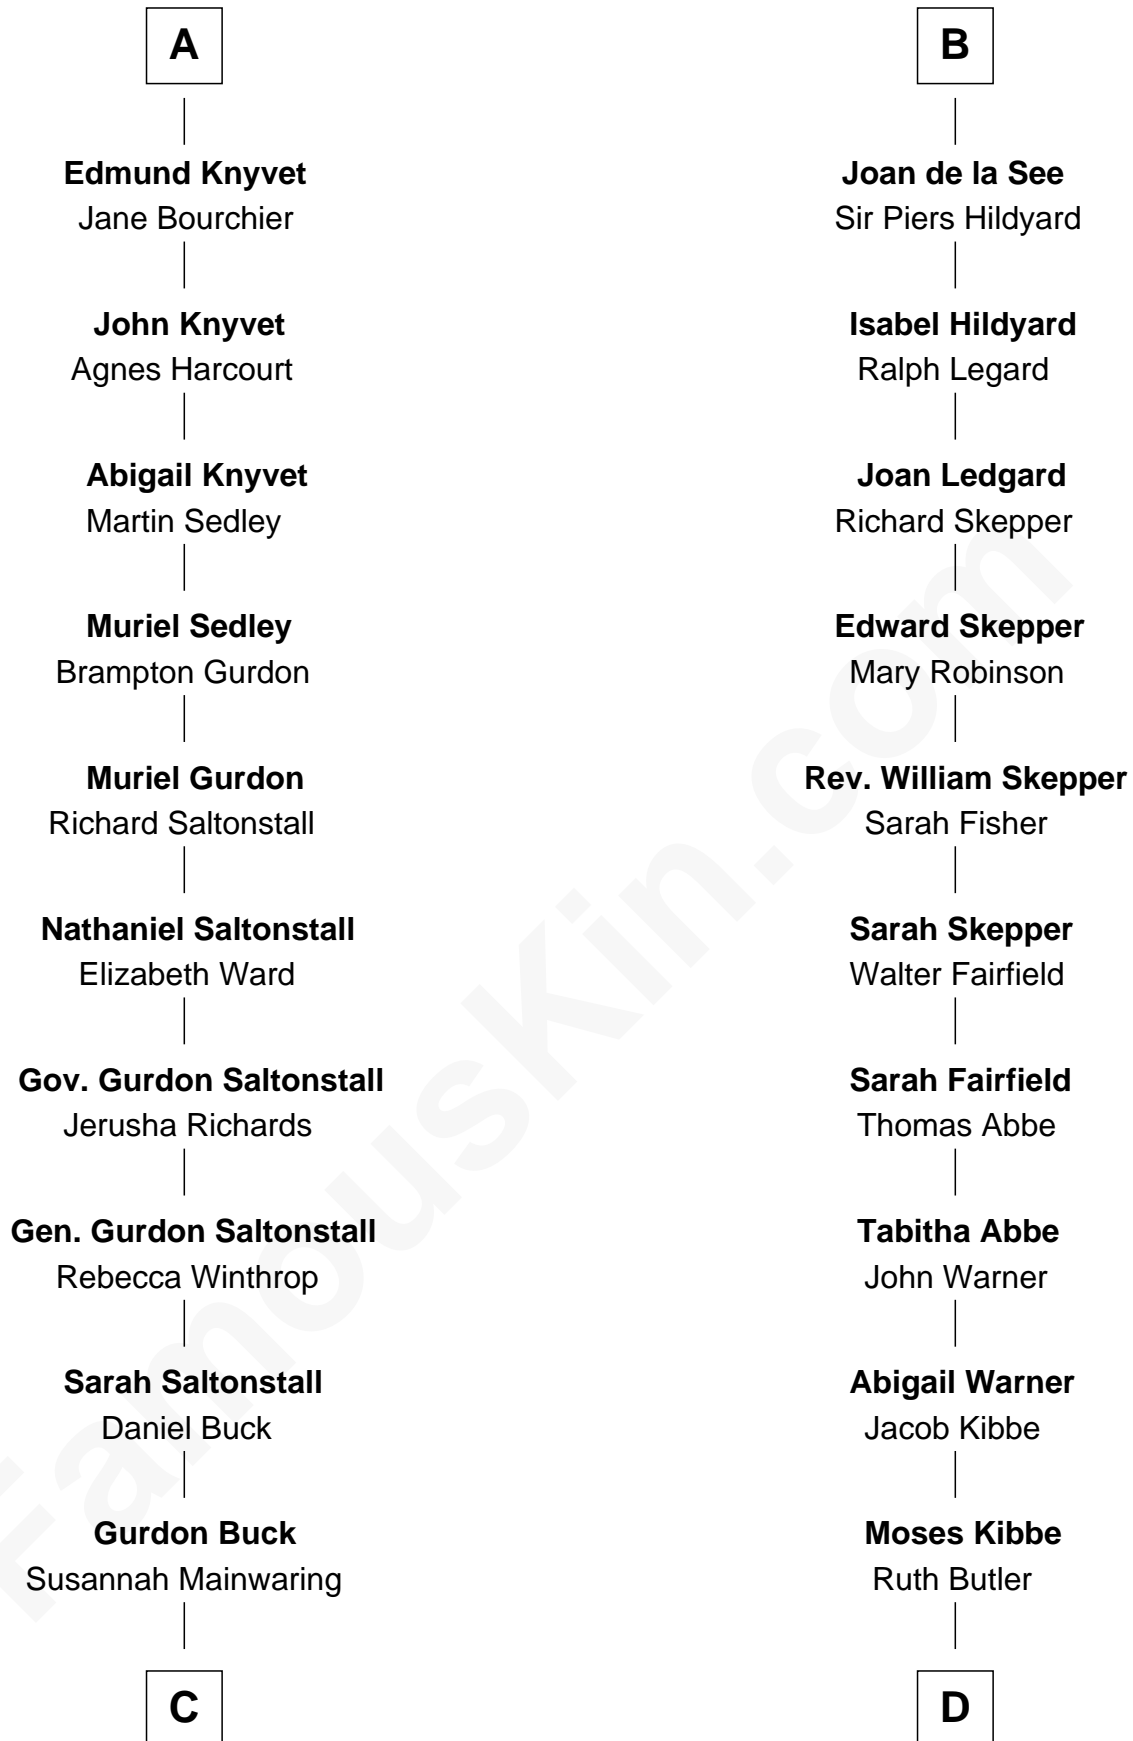 A
Edmund Knyvet
Jane Bourchier
John Knyvet
Agnes Harcourt
Abigail Knyvet
Martin Sedley
Muriel Sedley
Brampton Gurdon
Muriel Gurdon
Richard Saltonstall
Nathaniel Saltonstall
Elizabeth Ward
Gov. Gurdon Saltonstall
Jerusha Richards
Gen. Gurdon Saltonstall
Rebecca Winthrop
Sarah Saltonstall
Daniel Buck
Gurdon Buck
Susannah Mainwaring
C
B
Joan de la See
Sir Piers Hildyard
Isabel Hildyard
Ralph Legard
Joan Ledgard
Richard Skepper
Edward Skepper
Mary Robinson
Rev. William Skepper
Sarah Fisher
Sarah Skepper
Walter Fairfield
Sarah Fairfield
Thomas Abbe
Tabitha Abbe
John Warner
Abigail Warner
Jacob Kibbe
Moses Kibbe
Ruth Butler
D
FamousKin.com